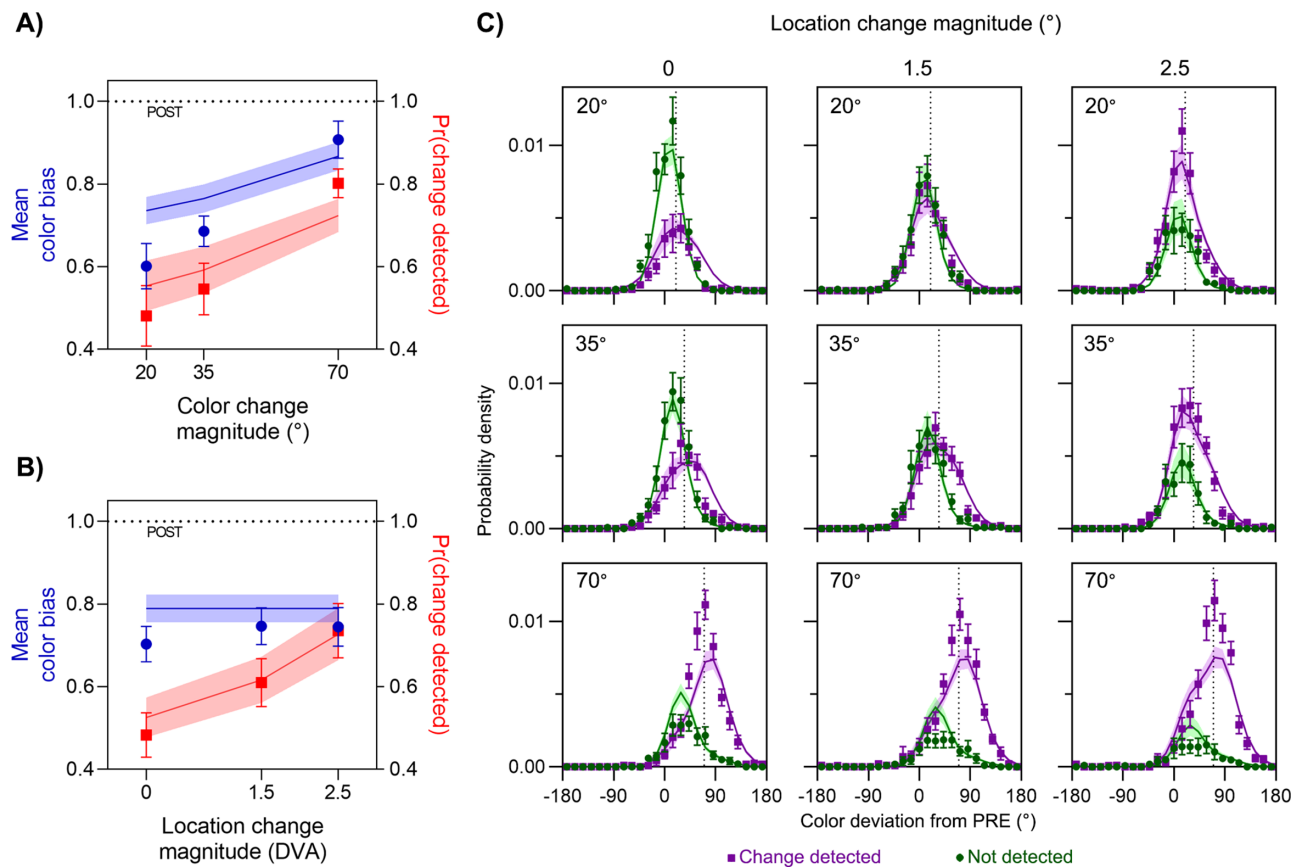 A)
1.0
POST
1.0
0.8
0.8
0.6
0.6
0.4
0.4
Mean
color bias
Pr(change detected)
20
35
70
Color change
magnitude (°)
B)
1.0
POST
1.0
0.8
0.8
0.6
0.6
0.4
0.4
Mean
color bias
Pr(change detected)
0
1.5
2.5
Location change
magnitude (DVA)
C)
Location change magnitude (°)
0
1.5
2.5
20°
20°
20°
0.01
0.00
35°
35°
35°
0.01
0.00
Probability density
70°
70°
70°
0.01
0.00
-180 -90 0 90 180
-180 -90 0 90 180
-180 -90 0 90 180
Color deviation from PRE (°)
Change detected
Not detected